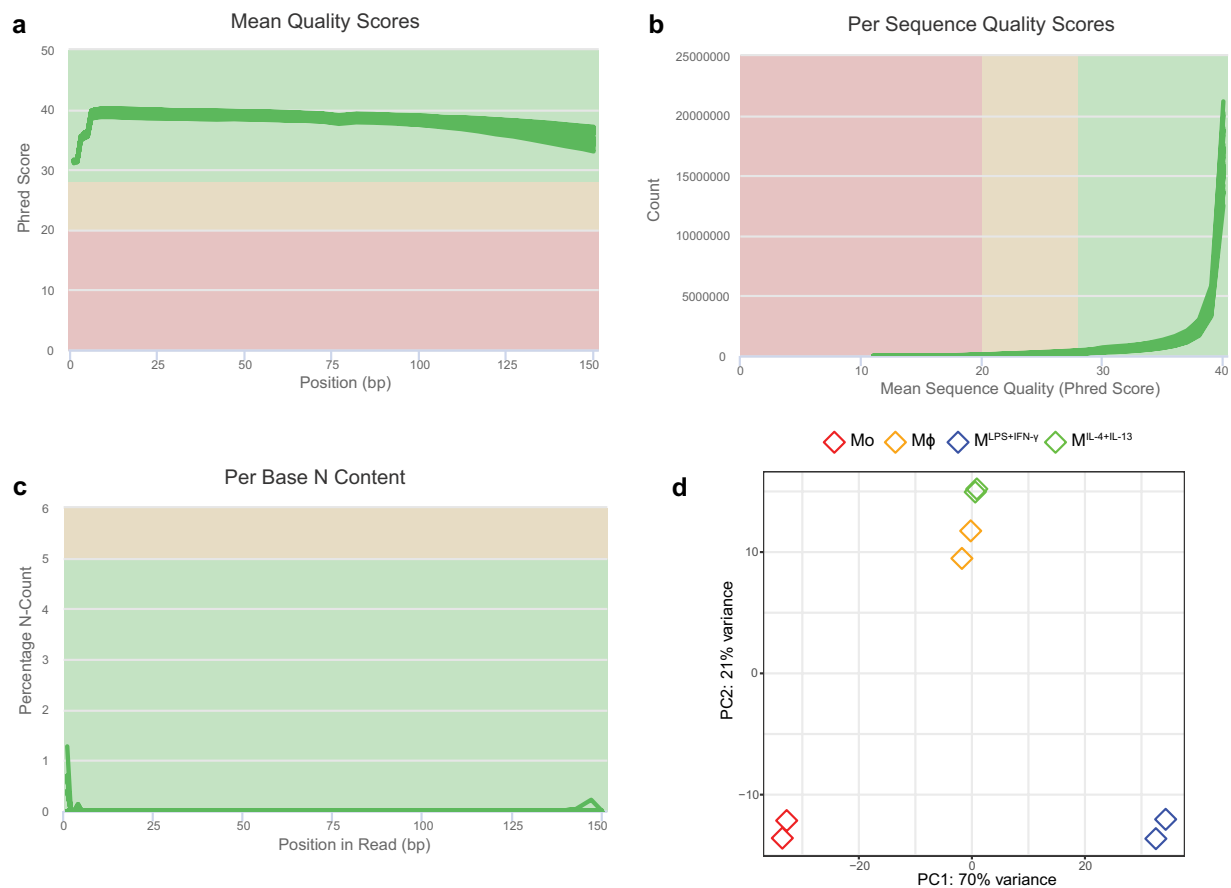 a
Mean Quality Scores
50
40
30
20
10
0
Phred Score
0
25
50
75
100
125
150
Position (bp)
b
Per Sequence Quality Scores
25000000
20000000
15000000
10000000
5000000
0
Count
0
10
20
30
40
Mean Sequence Quality (Phred Score)
c
Per Base N Content
6
5
4
3
2
1
0
Percentage N-Count
0
25
50
75
100
125
150
Position in Read (bp)
Mo Mϕ M^LPS+IFN-γ M^IL-4+IL-13
d
10
0
−10
PC2: 21% variance
−20
0
20
PC1: 70% variance